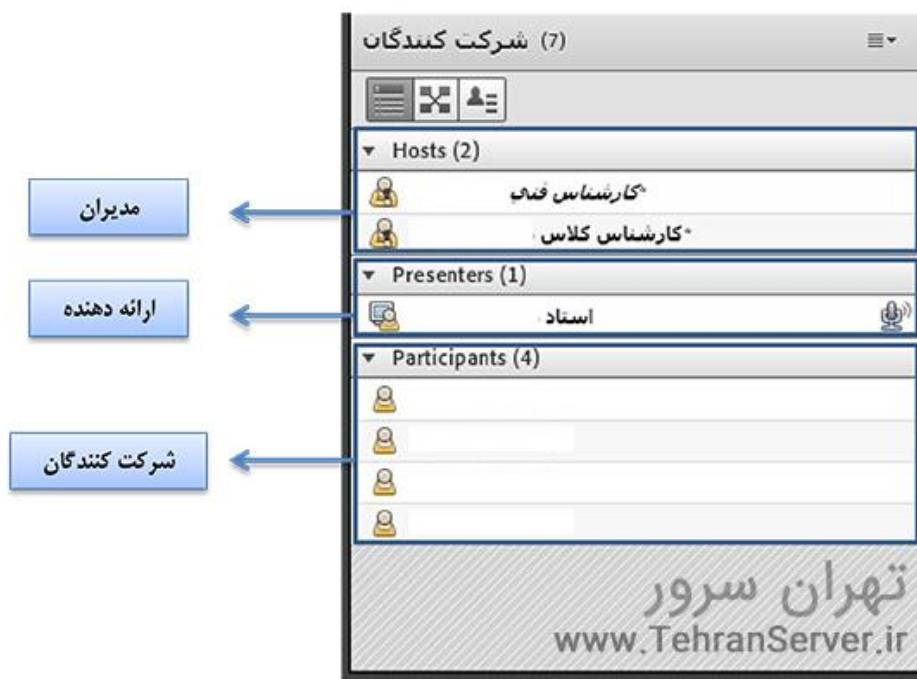 شرکت کنندگان (7)
Hosts (2)
*کارشناس فني
*کارشناس کلاس
Presenters (1)
استاد
Participants (4)
مدیران
ارائه دهنده
شرکت کنندگان
تهران سرور
www.TehranServer.ir